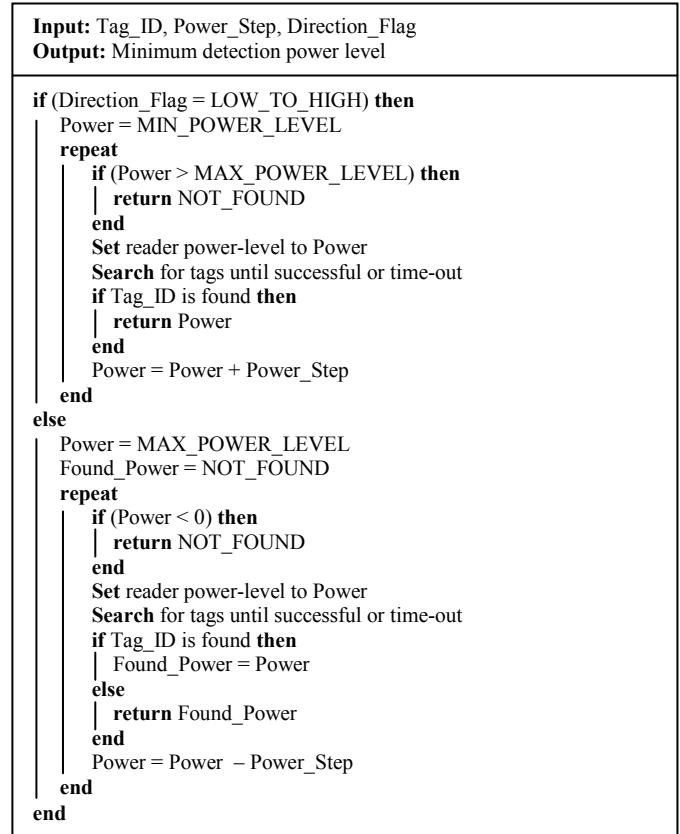 Input: Tag_ID, Power_Step, Direction_Flag
Output: Minimum detection power level
if (Direction_Flag = LOW_TO_HIGH) then
Power = MIN_POWER_LEVEL
repeat
if (Power > MAX_POWER_LEVEL) then
return NOT_FOUND
end
Set reader power-level to Power
Search for tags until successful or time-out
if Tag_ID is found then
return Power
end
Power = Power + Power_Step
end
else
Power = MAX_POWER_LEVEL
Found_Power = NOT_FOUND
repeat
if (Power < 0) then
return NOT_FOUND
end
Set reader power-level to Power
Search for tags until successful or time-out
if Tag_ID is found then
Found_Power = Power
else
return Found_Power
end
Power = Power – Power_Step
end
end